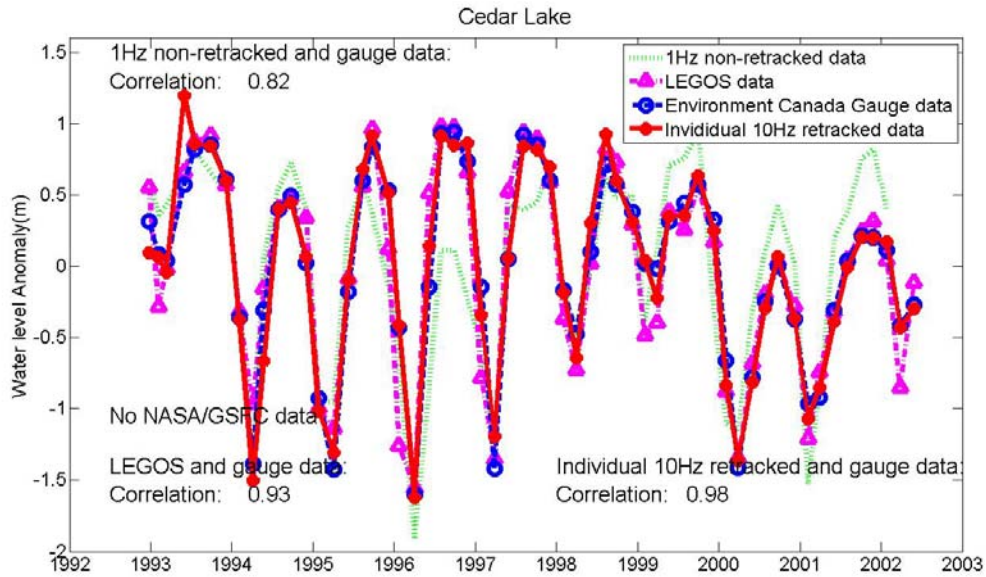 Cedar Lake
1Hz non-retracked and gauge data:
Correlation: 0.82
1Hz non-retracked data
LEGOS data
Environment Canada Gauge data
Invididual 10Hz retracked data
Water level Anomaly(m)
1.5
1
0.5
0
-0.5
-1
-1.5
-2
No NASA/GSFC data
LEGOS and gauge data:
Correlation: 0.93
Individual 10Hz retracked and gauge data:
Correlation: 0.98
1992 1993 1994 1995 1996 1997 1998 1999 2000 2001 2002 2003